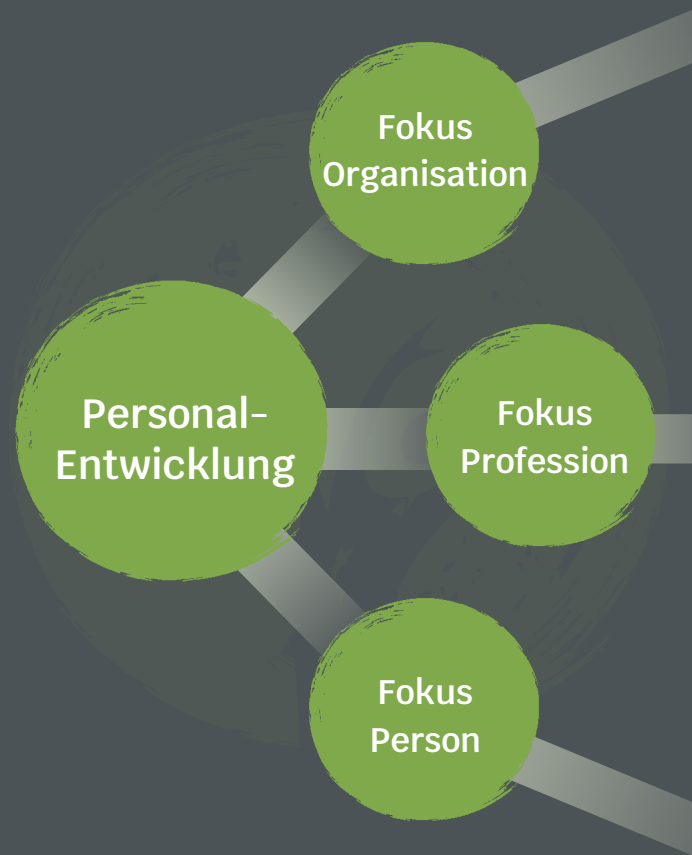 Fokus
Organisation
Personal-
Entwicklung
Fokus
Profession
Fokus
Person